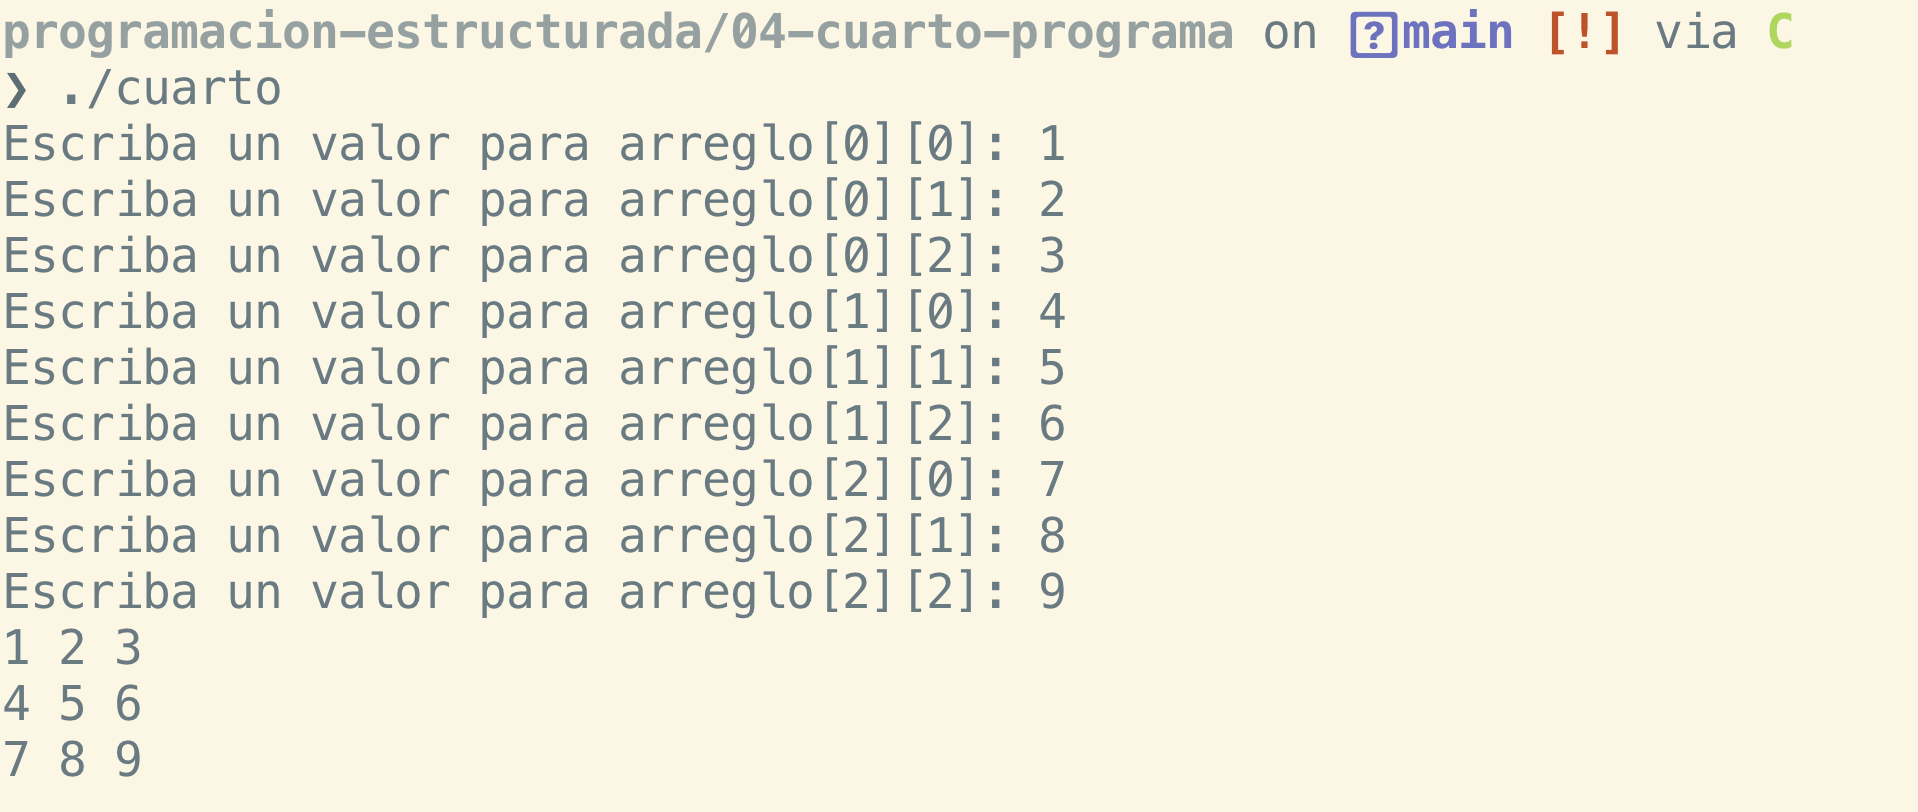 programacion-estructurada/04-cuarto-programa on main [!] via C
❯ ./cuarto
Escriba un valor para arreglo[0][0]: 1
Escriba un valor para arreglo[0][1]: 2
Escriba un valor para arreglo[0][2]: 3
Escriba un valor para arreglo[1][0]: 4
Escriba un valor para arreglo[1][1]: 5
Escriba un valor para arreglo[1][2]: 6
Escriba un valor para arreglo[2][0]: 7
Escriba un valor para arreglo[2][1]: 8
Escriba un valor para arreglo[2][2]: 9
1 2 3
4 5 6
7 8 9